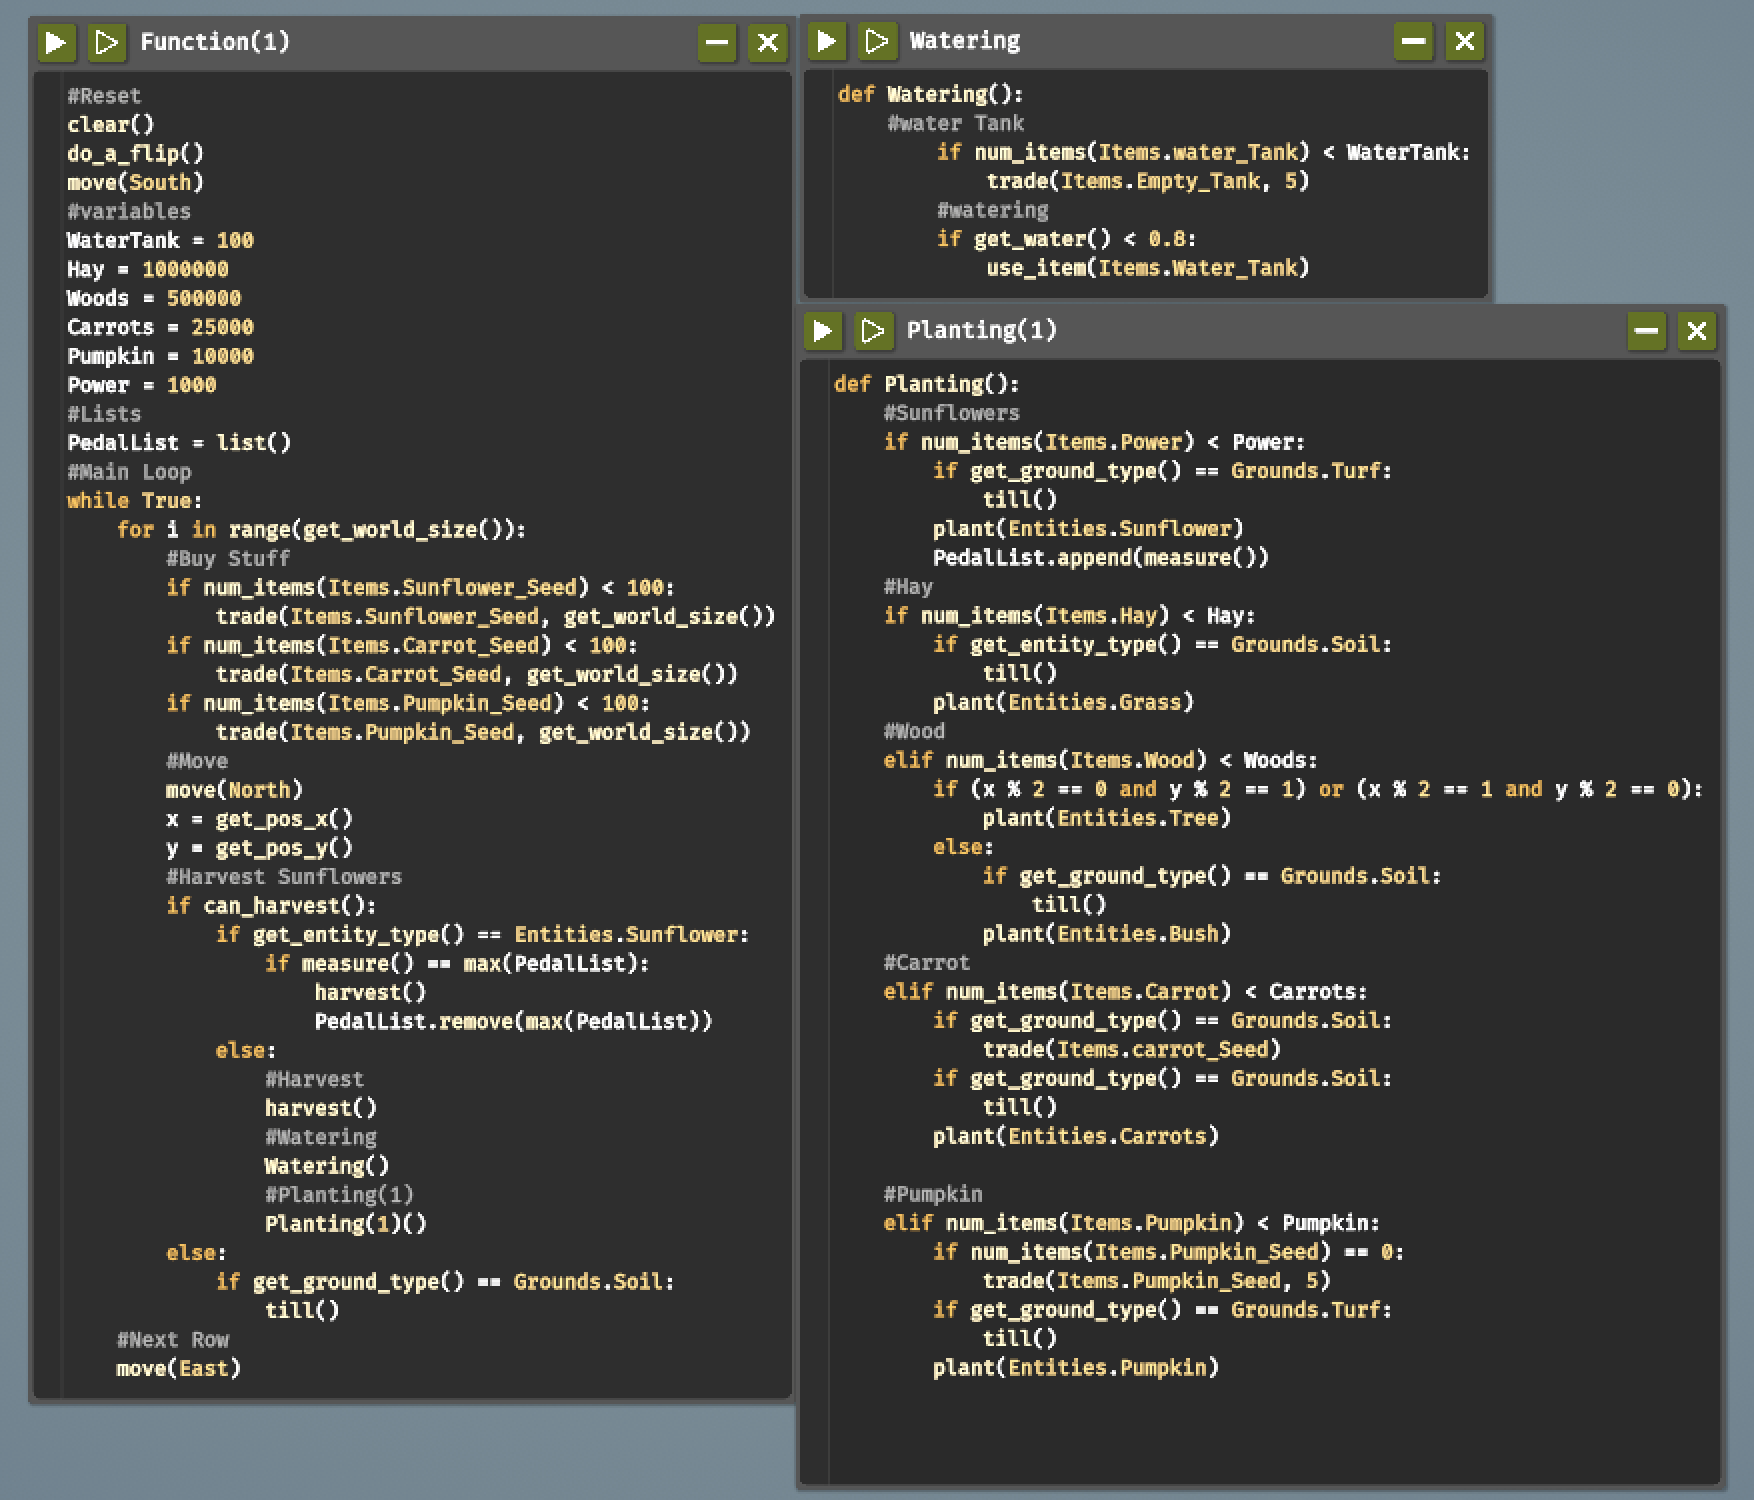 Function(1)
#Reset
clear()
do_a_flip()
move(South)
#variables
WaterTank = 100
Hay = 1000000
Woods = 500000
Carrots = 25000
Pumpkin = 10000
Power = 1000
#Lists
PedalList = list()
#Main Loop
while True:
    for i in range(get_world_size()):
        #Buy Stuff
        if num_items(Items.Sunflower_Seed) < 100:
            trade(Items.Sunflower_Seed, get_world_size())
        if num_items(Items.Carrot_Seed) < 100:
            trade(Items.Carrot_Seed, get_world_size())
        if num_items(Items.Pumpkin_Seed) < 100:
            trade(Items.Pumpkin_Seed, get_world_size())
        #Move
        move(North)
        x = get_pos_x()
        y = get_pos_y()
        #Harvest Sunflowers
        if can_harvest():
            if get_entity_type() == Entities.Sunflower:
                if measure() == max(PedalList):
                    harvest()
                    PedalList.remove(max(PedalList))
            else:
                #Harvest
                harvest()
                #Watering
                Watering()
                #Planting(1)
                Planting(1)()
        else:
            if get_ground_type() == Grounds.Soil:
                till()
    #Next Row
    move(East)
Watering
def Watering():
    #water Tank
        if num_items(Items.water_Tank) < WaterTank:
            trade(Items.Empty_Tank, 5)
        #watering
        if get_water() < 0.8:
            use_item(Items.Water_Tank)
Planting(1)
def Planting():
    #Sunflowers
    if num_items(Items.Power) < Power:
        if get_ground_type() == Grounds.Turf:
            till()
        plant(Entities.Sunflower)
        PedalList.append(measure())
    #Hay
    if num_items(Items.Hay) < Hay:
        if get_entity_type() == Grounds.Soil:
            till()
        plant(Entities.Grass)
    #Wood
    elif num_items(Items.Wood) < Woods:
        if (x % 2 == 0 and y % 2 == 1) or (x % 2 == 1 and y % 2 == 0):
            plant(Entities.Tree)
        else:
            if get_ground_type() == Grounds.Soil:
                till()
            plant(Entities.Bush)
    #Carrot
    elif num_items(Items.Carrot) < Carrots:
        if get_ground_type() == Grounds.Soil:
            trade(Items.carrot_Seed)
        if get_ground_type() == Grounds.Soil:
            till()
        plant(Entities.Carrots)
    #Pumpkin
    elif num_items(Items.Pumpkin) < Pumpkin:
        if num_items(Items.Pumpkin_Seed) == 0:
            trade(Items.Pumpkin_Seed, 5)
        if get_ground_type() == Grounds.Turf:
            till()
        plant(Entities.Pumpkin)